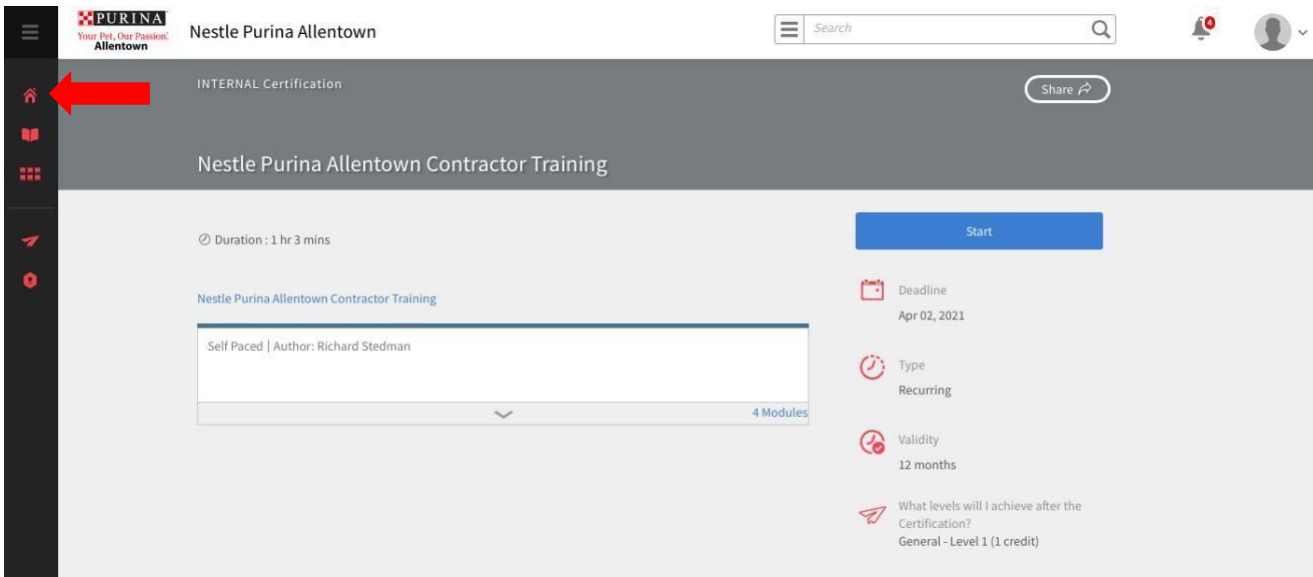 PURINA
Your Pet, Our Passion.
Allentown
Nestle Purina Allentown
Search
4
INTERNAL Certification
Share
Nestle Purina Allentown Contractor Training
Duration : 1 hr 3 mins
Start
Nestle Purina Allentown Contractor Training
Self Paced | Author: Richard Stedman
4 Modules
Deadline
Apr 02, 2021
Type
Recurring
Validity
12 months
What levels will I achieve after the
Certification?
General - Level 1 (1 credit)